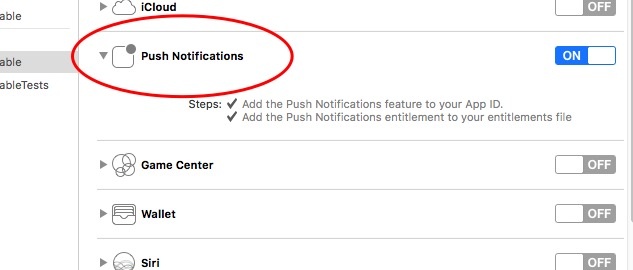 able
iCloud
OFF
able
Push Notifications
ON
ableTests
Steps: ✓ Add the Push Notifications feature to your App ID.
✓ Add the Push Notifications entitlement to your entitlements file
Game Center
OFF
Wallet
OFF
Siri
OFF